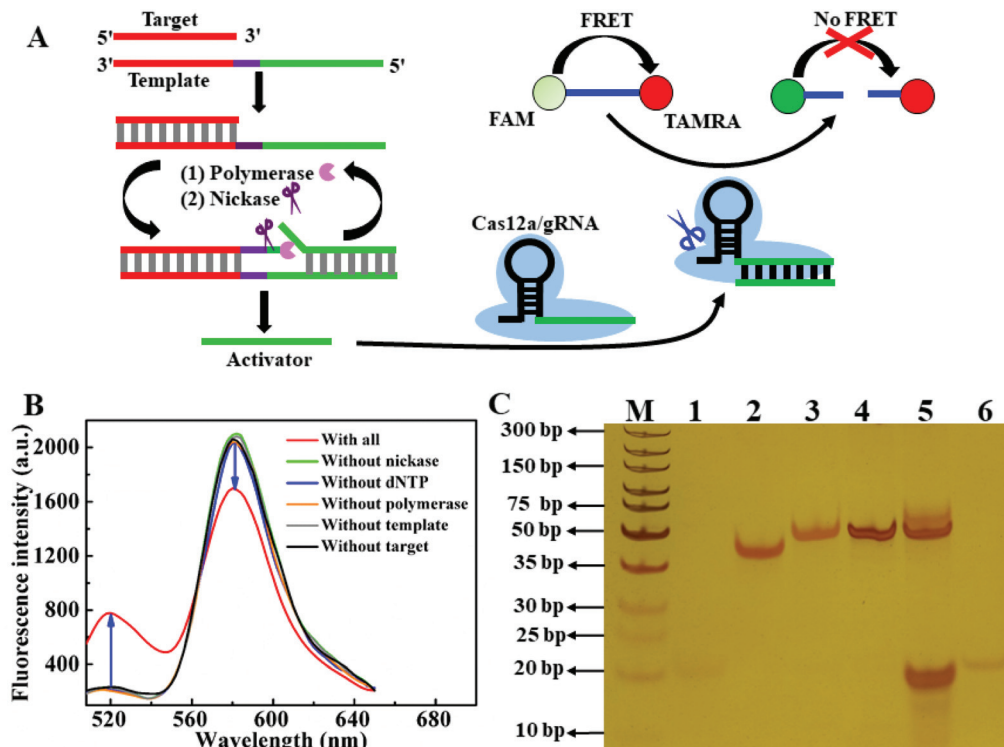 A
Target
5'
3'
3'
5'
Template
(1) Polymerase
(2) Nickase
Activator
Cas12a/gRNA
FRET
FAM
TAMRA
No FRET
B
Fluorescence intensity (a.u.)
2000
1600
1200
800
400
With all
Without nickase
Without dNTP
Without polymerase
Without template
Without target
520
560
600
640
680
Wavelength (nm)
C
M 1 2 3 4 5 6
300 bp
150 bp
75 bp
50 bp
35 bp
30 bp
25 bp
20 bp
10 bp